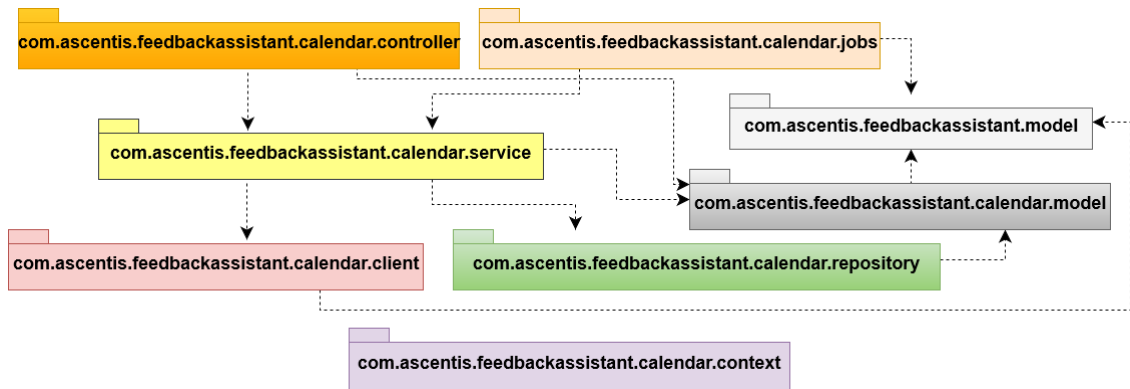 com.ascentis.feedbackassistant.calendar.controller
com.ascentis.feedbackassistant.calendar.jobs
com.ascentis.feedbackassistant.model
com.ascentis.feedbackassistant.calendar.service
com.ascentis.feedbackassistant.calendar.model
com.ascentis.feedbackassistant.calendar.client
com.ascentis.feedbackassistant.calendar.repository
com.ascentis.feedbackassistant.calendar.context